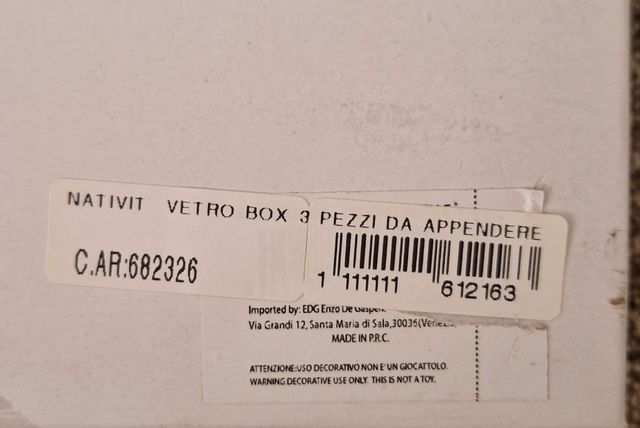 NATIVIT VETRO BOX 3 PEZZI DA APPENDERE
C.AR:682326
1 111111 612163
Imported by: EDG Enzo De
Via Grandi 12, Santa Maria di Sala,30036
MADE IN P.R.C.
ATTENZIONE:USO DECORATIVO NON E' UN GIOCATTOLO.
WARNING:DECORATIVE USE ONLY. THIS IS NOT A TOY.